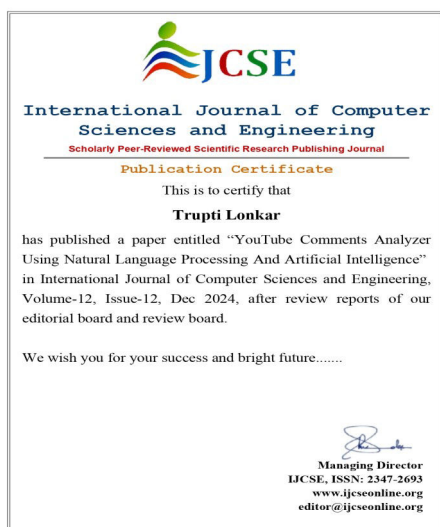 IJCSE
International Journal of Computer
Sciences and Engineering
Scholarly Peer-Reviewed Scientific Research Publishing Journal
Publication Certificate
This is to certify that
Trupti Lonkar
has published a paper entitled “YouTube Comments Analyzer
Using Natural Language Processing And Artificial Intelligence”
in International Journal of Computer Sciences and Engineering,
Volume-12, Issue-12, Dec 2024, after review reports of our
editorial board and review board.
We wish you for your success and bright future.......
Managing Director
IJCSE, ISSN: 2347-2693
www.ijcseonline.org
editor@ijcseonline.org